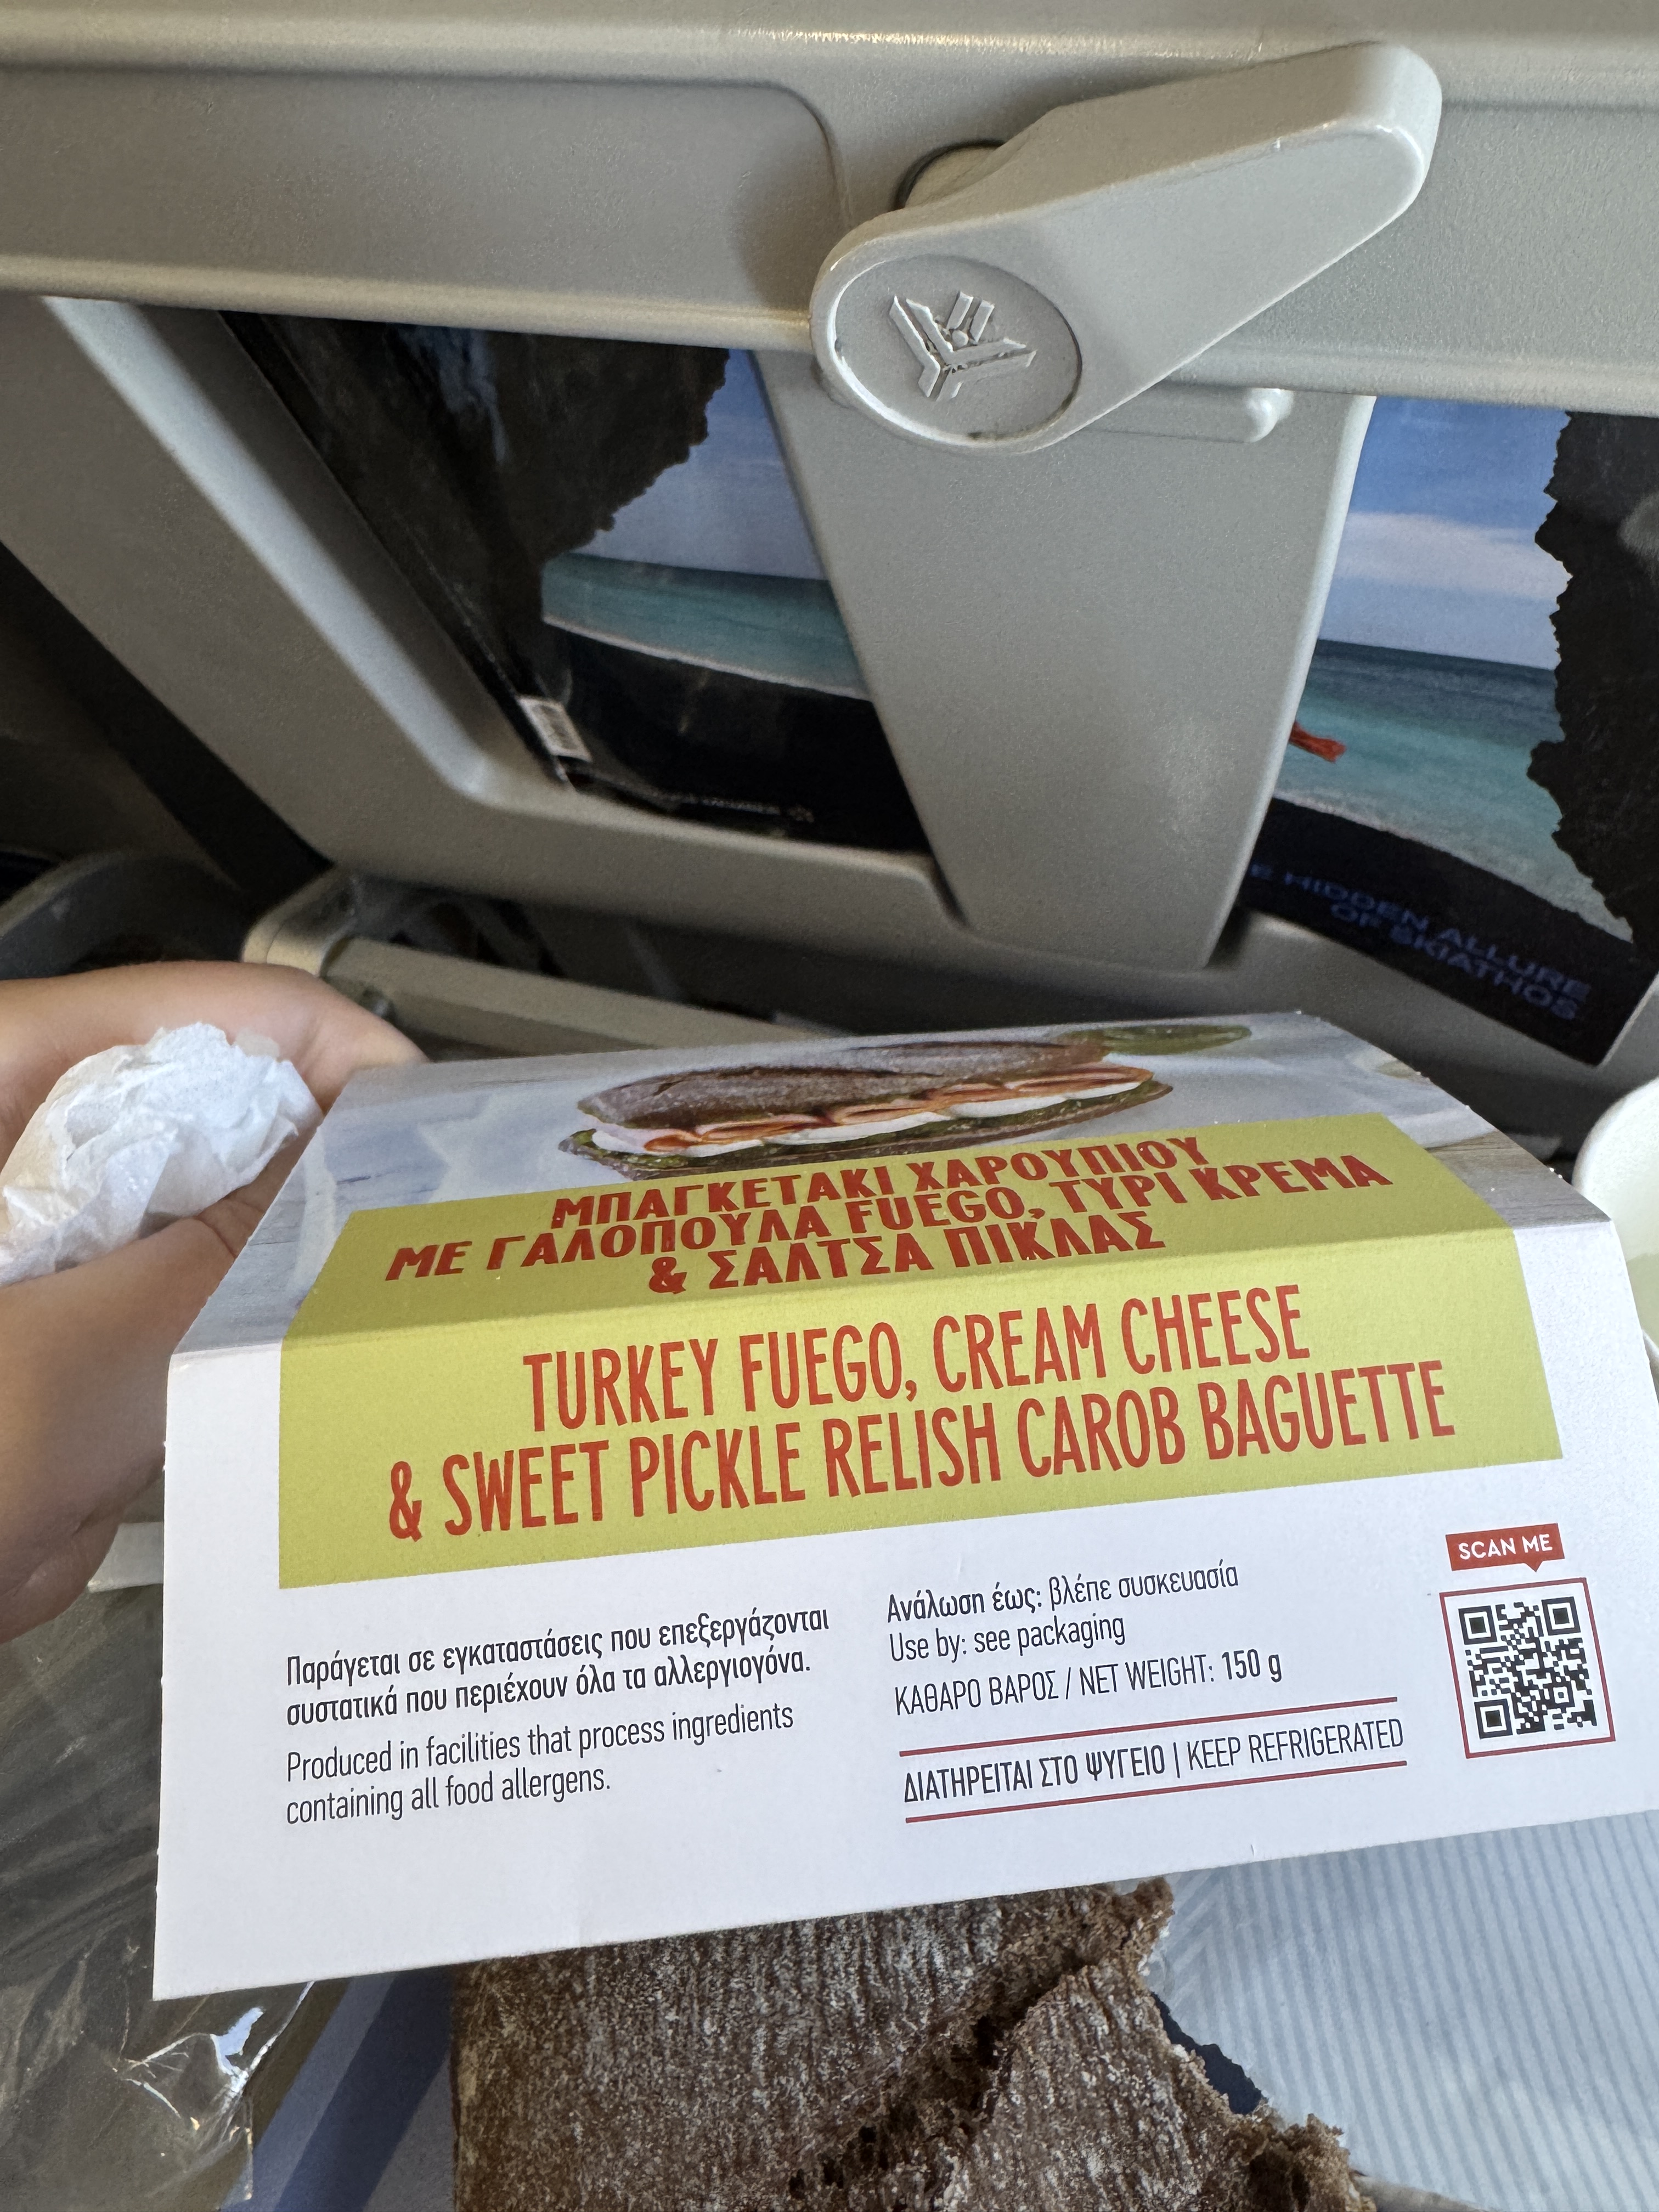 E HIDDEN ALLURE
OF SKIATHOS
ΜΠΑΓΚΕΤΑΚΙ ΧΑΡΟΥΠΙΟΥ
ΜΕ ΓΑΛΟΠΟΥΛΑ FUEGO, ΤΥΡΙ ΚΡΕΜΑ
& ΣΑΛΤΣΑ ΠΙΚΛΑΣ
TURKEY FUEGO, CREAM CHEESE
& SWEET PICKLE RELISH CAROB BAGUETTE
Παράγεται σε εγκαταστάσεις που επεξεργάζονται
συστατικά που περιέχουν όλα τα αλλεργιογόνα.
Produced in facilities that process ingredients
containing all food allergens.
Ανάλωση έως: βλέπε συσκευασία
Use by: see packaging
ΚΑΘΑΡΟ ΒΑΡΟΣ / NET WEIGHT: 150 g
ΔΙΑΤΗΡΕΙΤΑΙ ΣΤΟ ΨΥΓΕΙΟ | KEEP REFRIGERATED
SCAN ME